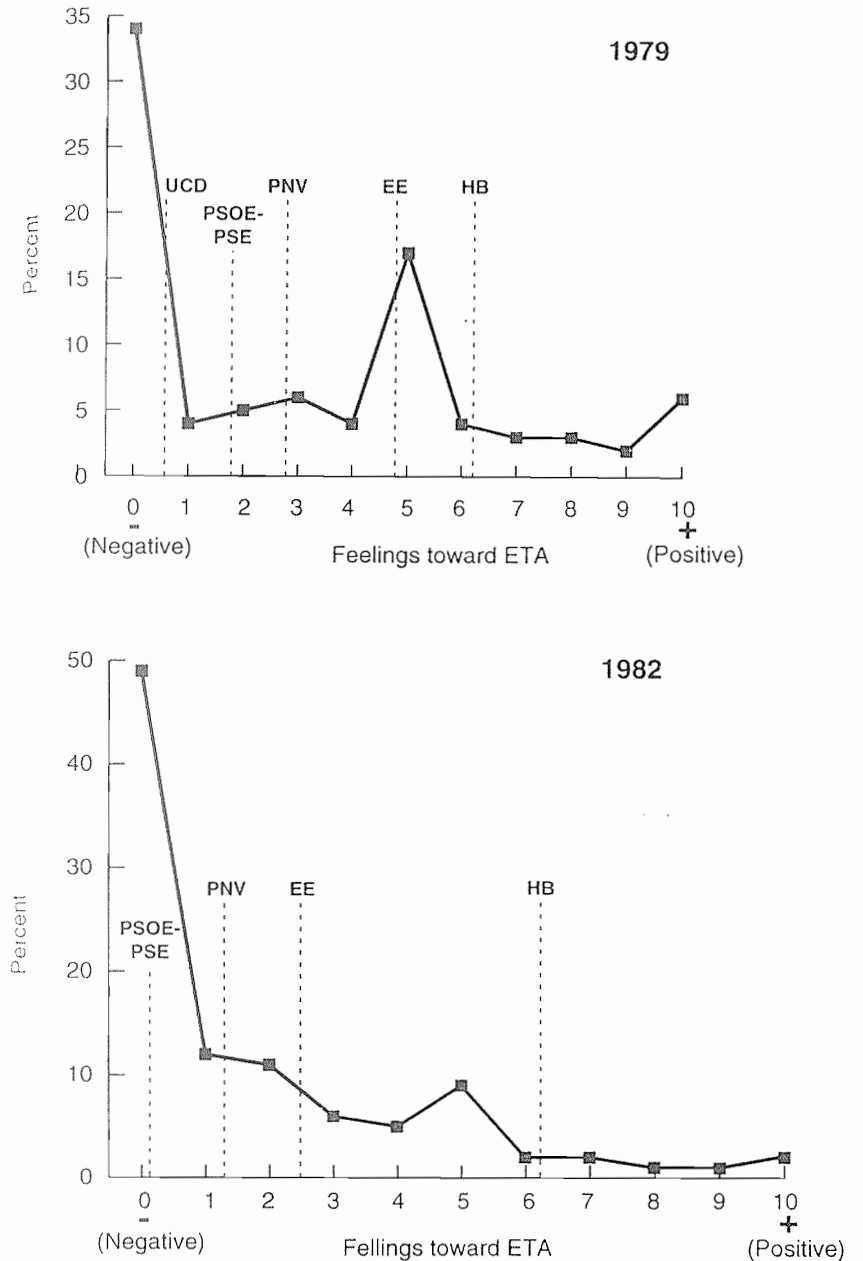 1979
35
30
25
20
15
10
5
0
Percent
UCD
PSOE-
PSE
PNV
EE
HB
0 1 2 3 4 5 6 7 8 9 10
- +
(Negative) Feelings toward ETA (Positive)
1982
50
40
30
20
10
0
Percent
PSOE-
PSE
PNV
EE
HB
0 1 2 3 4 5 6 7 8 9 10
- +
(Negative) Fellings toward ETA (Positive)